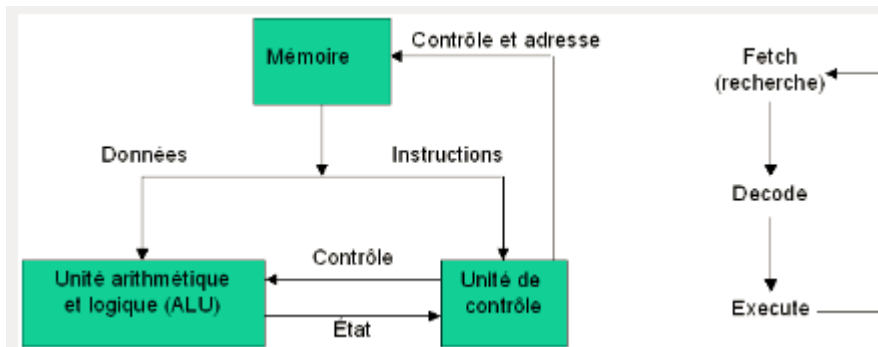 Mémoire
Contrôle et adresse
Fetch
(recherche)
Données
Instructions
Decode
Unité arithmétique
et logique (ALU)
Contrôle
État
Unité de
contrôle
Execute